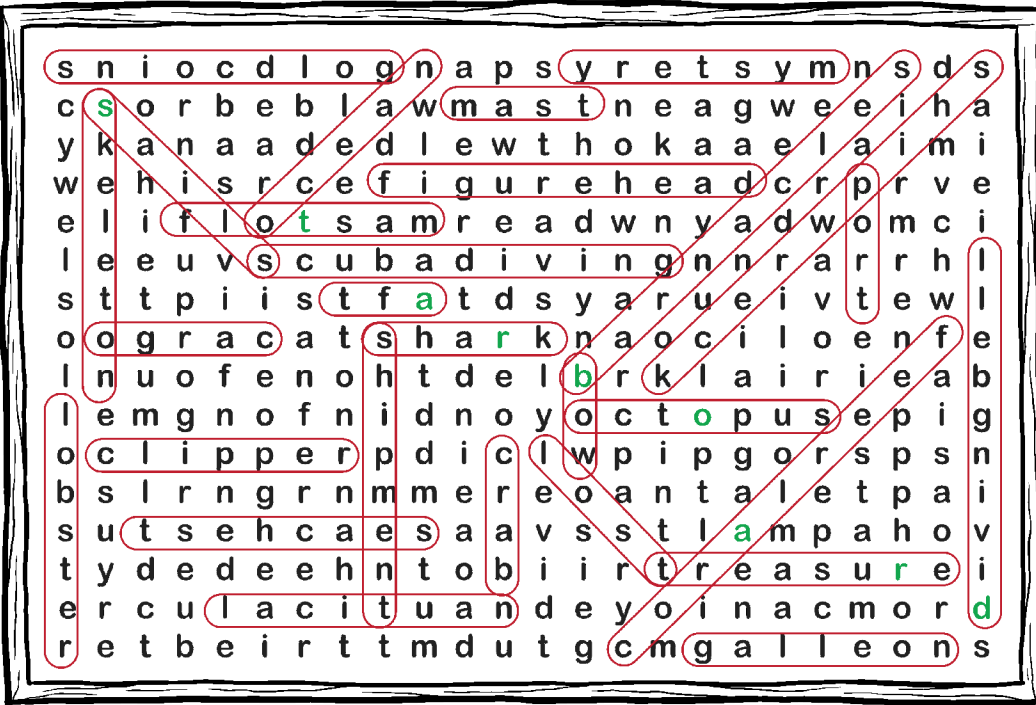 s n i o c d l o g n a p s y r e t s y m n s d s
c s o r b e b l a w m a s t n e a g w e e i h a
y k a n a a d e d l e w t h o k a a e l a i m i
w e h i s r c e f i g u r e h e a d c r p r v e
e l i f l o t s a m r e a d w n y a d w o m c i
l e e u v s c u b a d i v i n g n n r a r r h l
s t t p i i s t f a t d s y a r u e i v t e w l
o o g r a c a t s h a r k n a o c i l o e n f e
l n u o f e n o h t d e l b r k l a i r i e a b
l e m g n o f n i d n o y o c t o p u s e p i g
o c l i p p e r p d i c l w p i p g o r s p s n
b s l r n g r n m m e r e o a n t a l e t p a i
s u t s e h c a e s a a v s s t l a m p a h o v
t y d e d e e h n t o b i i r t r e a s u r e i
e r c u l a c i t u a n d e y o i n a c m o r d
r e t b e i r t t m d u t g c m g a l l e o n s